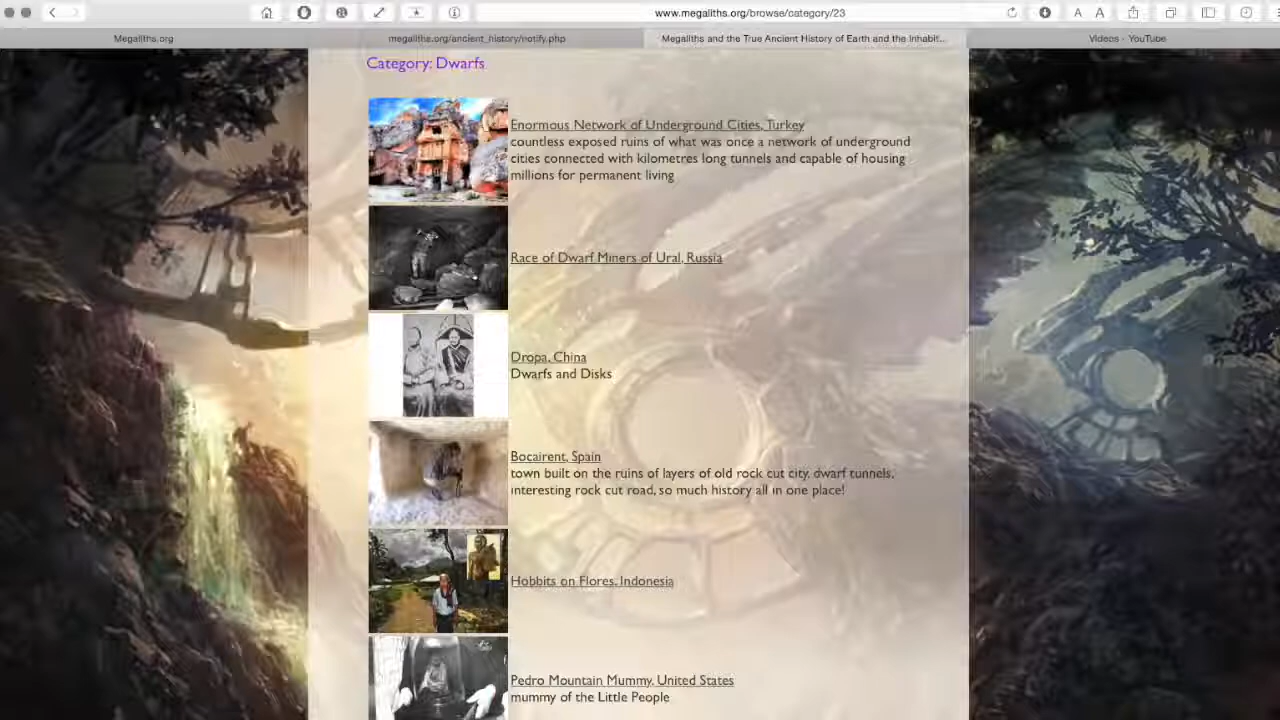 www.megaliths.org/browse/category/23
A A
Megaliths.org
megaliths.org/ancient_history/notify.php
Megaliths and the True Ancient History of Earth and the Inhabit...
Videos - YouTube
Category: Dwarfs
Enormous Network of Underground Cities, Turkey
countless exposed ruins of what was once a network of underground
cities connected with kilometres long tunnels and capable of housing
millions for permanent living
Race of Dwarf Miners of Ural, Russia
Dropa, China
Dwarfs and Disks
Bocairent, Spain
town built on the ruins of layers of old rock cut city, dwarf tunnels,
interesting rock cut road, so much history all in one place!
Hobbits on Flores, Indonesia
Pedro Mountain Mummy, United States
mummy of the Little People